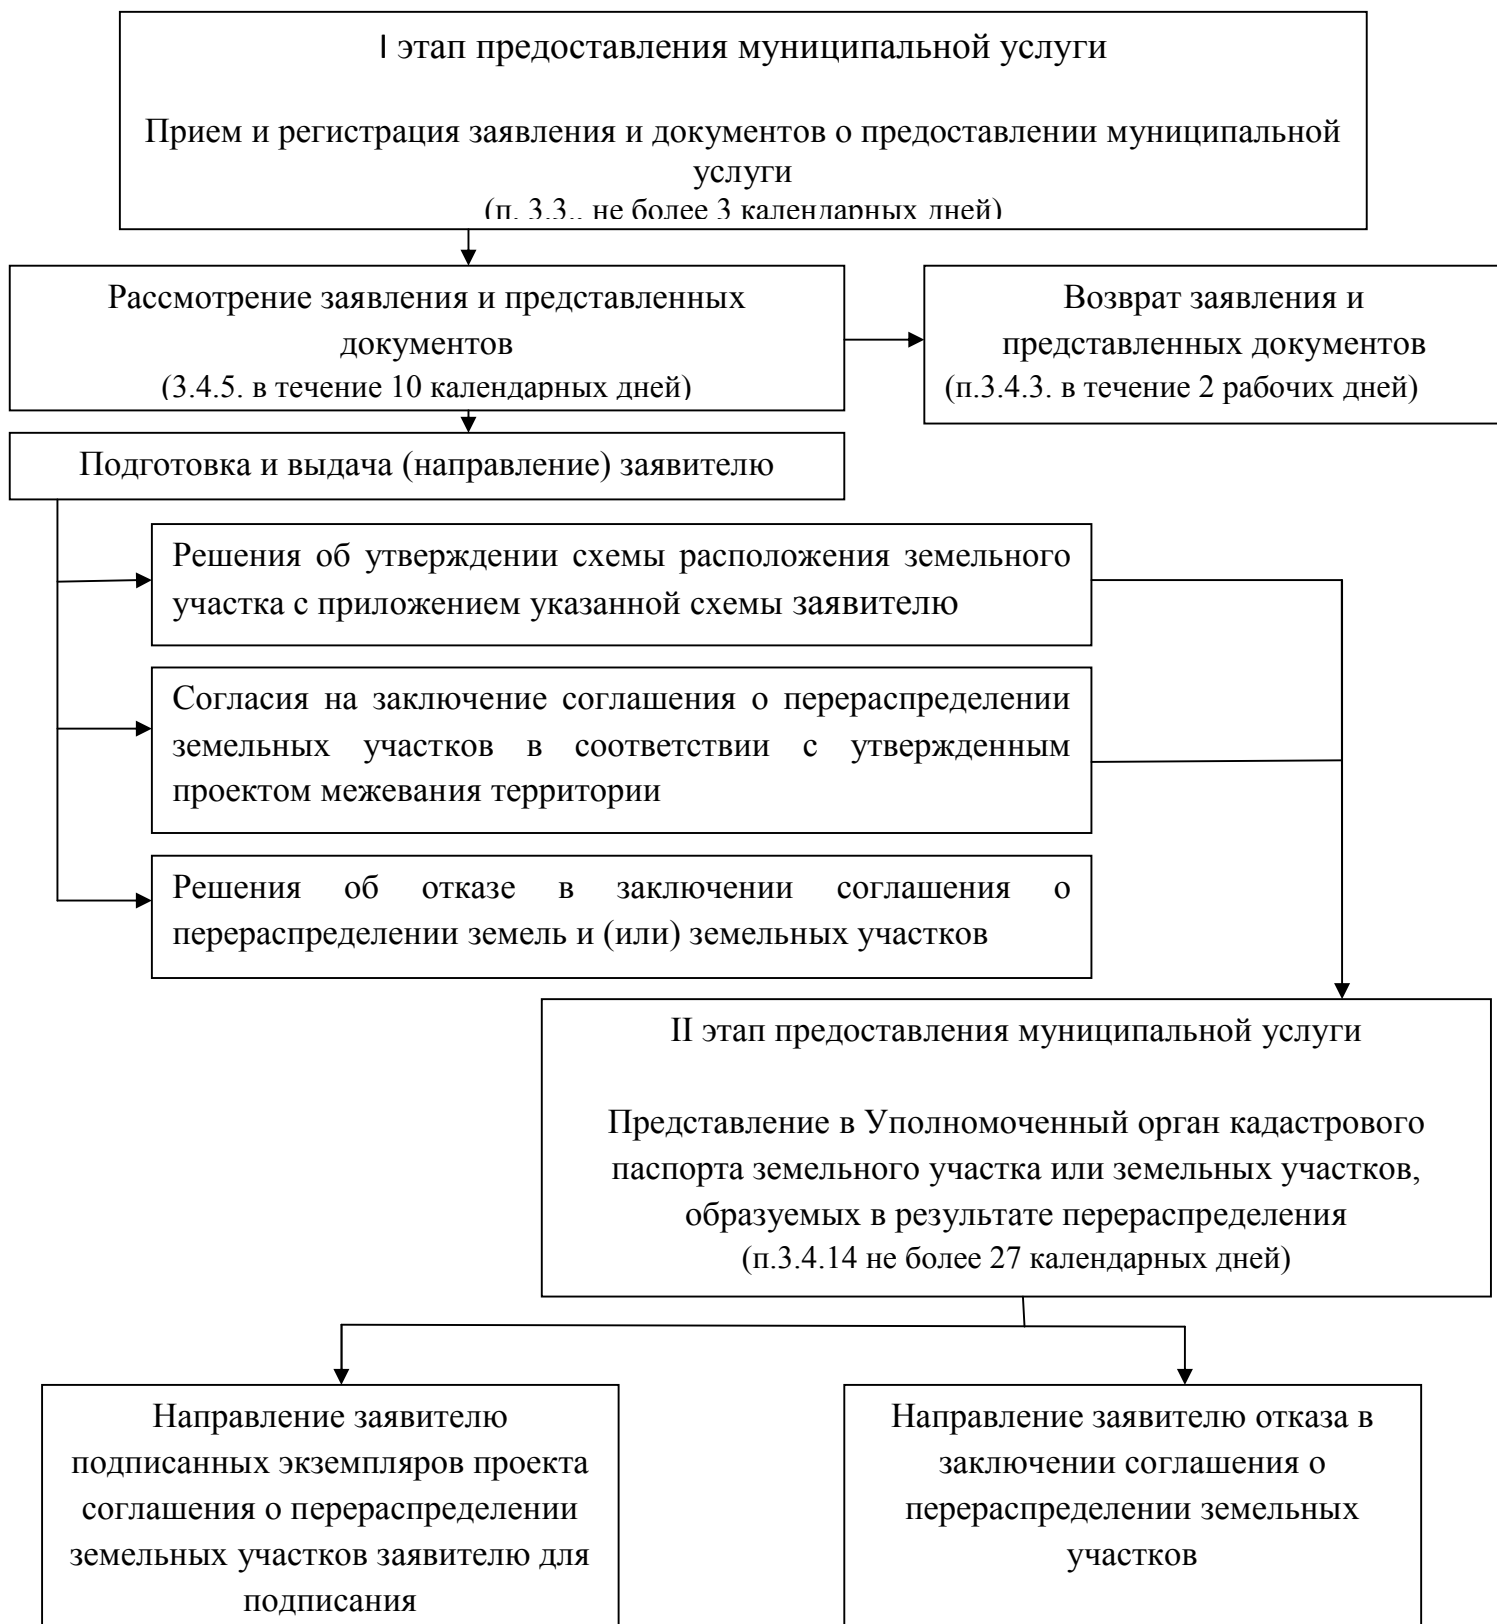 I этап предоставления муниципальной услуги
Прием и регистрация заявления и документов о предоставлении муниципальной
услуги
(п. 3.3., не более 3 календарных дней)
Рассмотрение заявления и представленных
документов
(3.4.5. в течение 10 календарных дней)
Возврат заявления и
представленных документов
(п.3.4.3. в течение 2 рабочих дней)
Подготовка и выдача (направление) заявителю
Решения об утверждении схемы расположения земельного
участка с приложением указанной схемы заявителю
Согласия на заключение соглашения о перераспределении
земельных участков в соответствии с утвержденным
проектом межевания территории
Решения об отказе в заключении соглашения о
перераспределении земель и (или) земельных участков
II этап предоставления муниципальной услуги
Представление в Уполномоченный орган кадастрового
паспорта земельного участка или земельных участков,
образуемых в результате перераспределения
(п.3.4.14 не более 27 календарных дней)
Направление заявителю
подписанных экземпляров проекта
соглашения о перераспределении
земельных участков заявителю для
подписания
Направление заявителю отказа в
заключении соглашения о
перераспределении земельных
участков